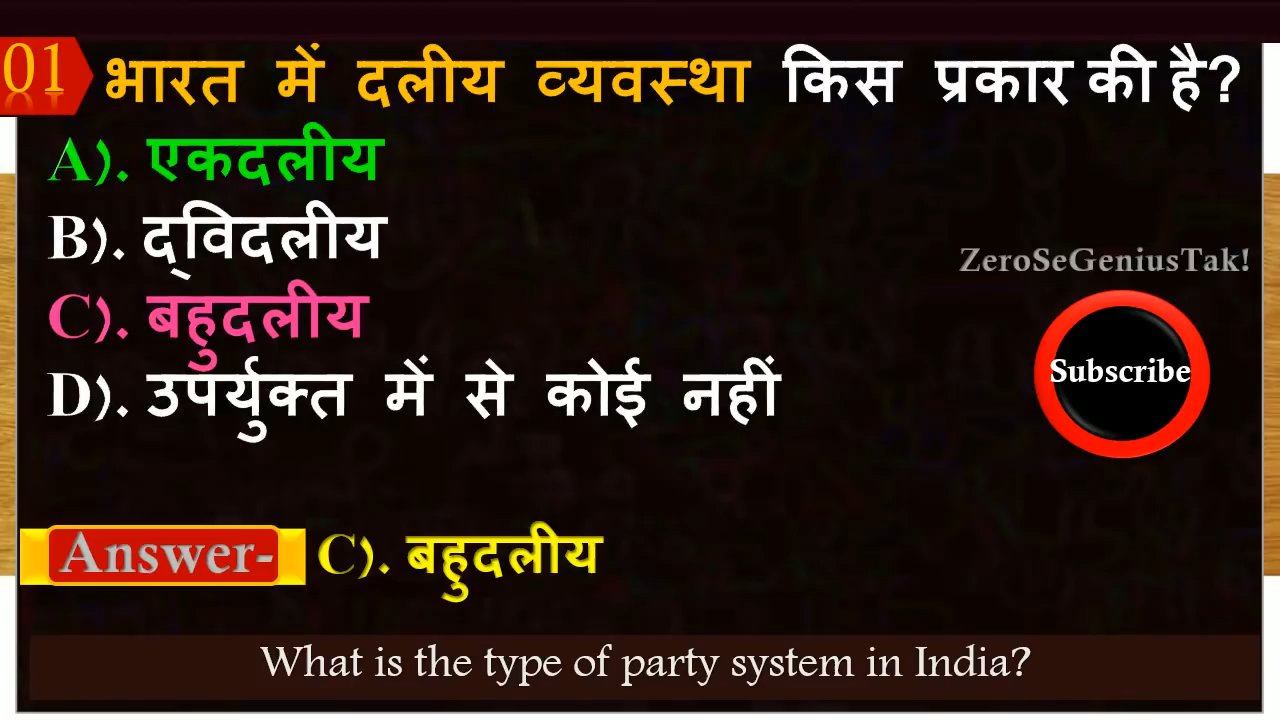 01 भारत में दलीय व्यवस्था किस प्रकार की है?
A). एकदलीय
B). द्विदलीय
ZeroSeGeniusTak!
C). बहुदलीय
Subscribe
D). उपर्युक्त में से कोई नहीं
Answer- C). बहुदलीय
What is the type of party system in India?